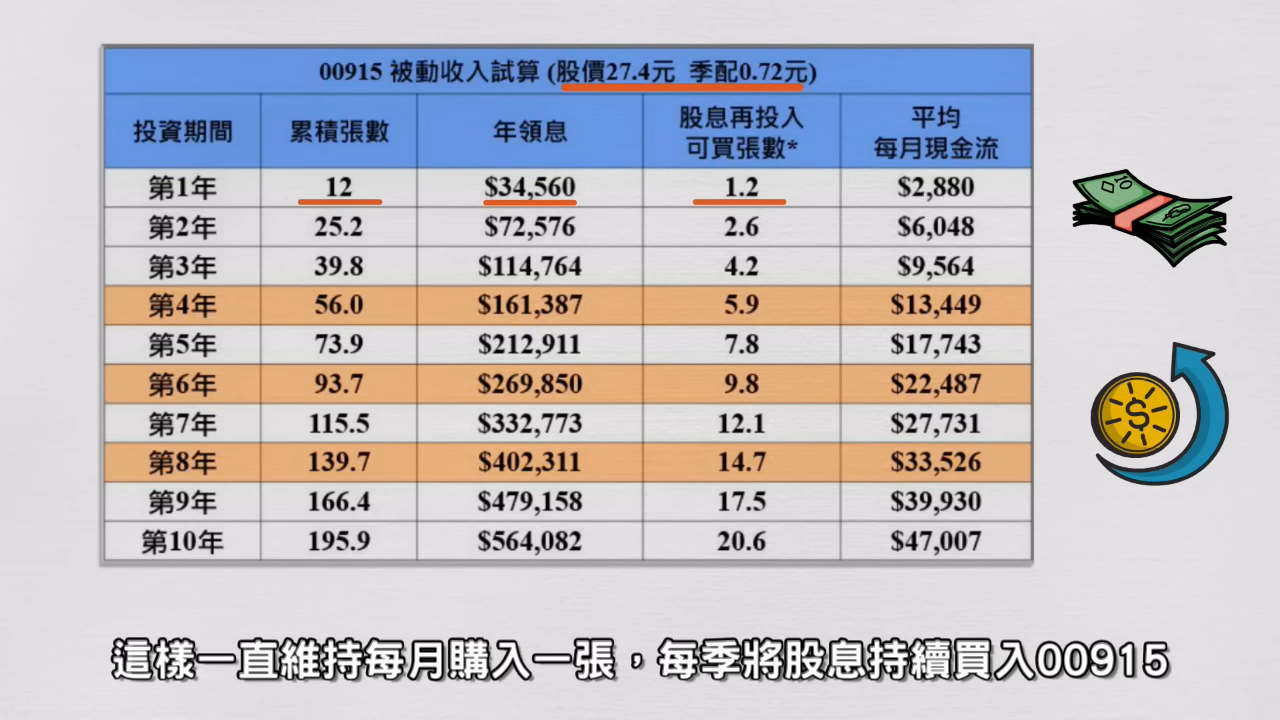 00915 被動收入試算 (股價27.4元 季配0.72元)
投資期間 累積張數 年領息 股息再投入可買張數* 平均每月現金流
第1年 12 $34,560 1.2 $2,880
第2年 25.2 $72,576 2.6 $6,048
第3年 39.8 $114,764 4.2 $9,564
第4年 56.0 $161,387 5.9 $13,449
第5年 73.9 $212,911 7.8 $17,743
第6年 93.7 $269,850 9.8 $22,487
第7年 115.5 $332,773 12.1 $27,731
第8年 139.7 $402,311 14.7 $33,526
第9年 166.4 $479,158 17.5 $39,930
第10年 195.9 $564,082 20.6 $47,007
這樣一直維持每月購入一張，每季將股息持續買入00915